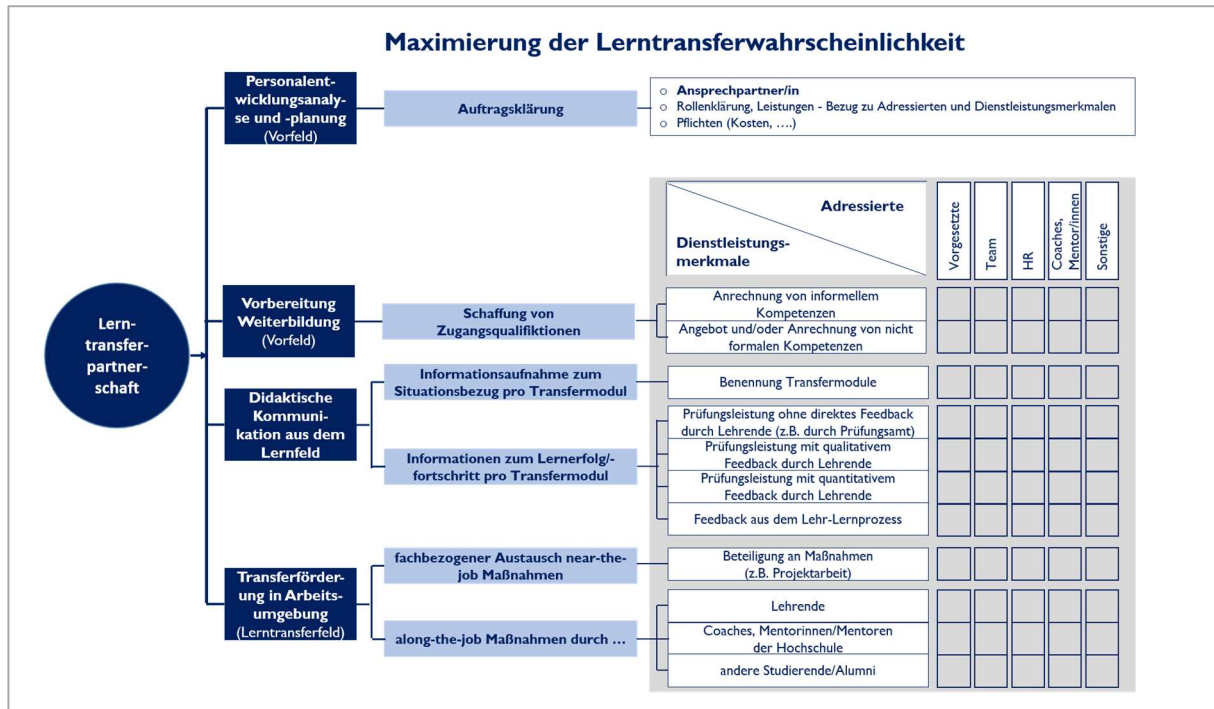 Maximierung der Lerntransferwahrscheinlichkeit
Personalent-
wicklungsanaly-
se und -planung
(Vorfeld)
Auftragsklärung
o Ansprechpartner/in
o Rollenklärung, Leistungen - Bezug zu Adressierten und Dienstleistungsmerkmalen
o Pflichten (Kosten, ….)
Adressierte
Dienstleistungs-
merkmale
Vorgesetzte
Team
HR
Coaches,
Mentor/innen
Sonstige
Lern-
transfer-
partner-
schaft
Vorbereitung
Weiterbildung
(Vorfeld)
Schaffung von
Zugangsqualifiktionen
Anrechnung von informellem
Kompetenzen
Angebot und/oder Anrechnung von nicht
formalen Kompetenzen
Didaktische
Kommuni-
kation aus dem
Lernfeld
Informationsaufnahme zum
Situationsbezug pro Transfermodul
Benennung Transfermodule
Informationen zum Lernerfolg/-
fortschritt pro Transfermodul
Prüfungsleistung ohne direktes Feedback
durch Lehrende (z.B. durch Prüfungsamt)
Prüfungsleistung mit qualitativem
Feedback durch Lehrende
Prüfungsleistung mit quantitativem
Feedback durch Lehrende
Feedback aus dem Lehr-Lernprozess
Transferförder-
ung in Arbeits-
umgebung
(Lerntransferfeld)
fachbezogener Austausch near-the-
job Maßnahmen
Beteiligung an Maßnahmen
(z.B. Projektarbeit)
along-the-job Maßnahmen durch …
Lehrende
Coaches, Mentorinnen/Mentoren
der Hochschule
andere Studierende/Alumni